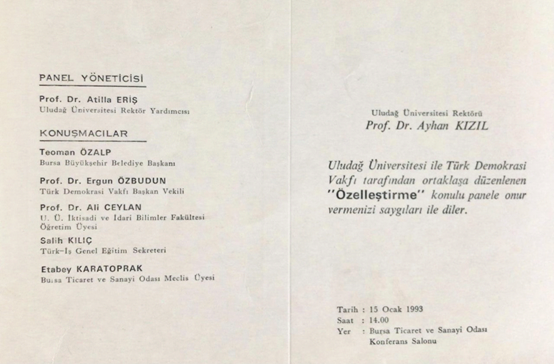 PANEL YÖNETİCİSİ
Prof. Dr. Atilla ERİŞ
Uludağ Üniversitesi Rektör Yardımcısı
KONUŞMACILAR
Teoman ÖZALP
Bursa Büyükşehir Belediye Başkanı
Prof. Dr. Ergun ÖZBUDUN
Türk Demokrasi Vakfı Başkan Vekili
Prof. Dr. Ali CEYLAN
U. Ü. İktisadi ve İdari Bilimler Fakültesi
Öğretim Üyesi
Salih KILIÇ
Türk-İş Genel Eğitim Sekreteri
Etabey KARATOPRAK
Bursa Ticaret ve Sanayi Odası Meclis Üyesi
Uludağ Üniversitesi Rektörü
Prof. Dr. Ayhan KIZIL
Uludağ Üniversitesi ile Türk Demokrasi
Vakfı tarafından ortaklaşa düzenlenen
"Özelleştirme" konulu panele onur
vermenizi saygıları ile diler.
Tarih : 15 Ocak 1993
Saat : 14.00
Yer : Bursa Ticaret ve Sanayi Odası
Konferans Salonu